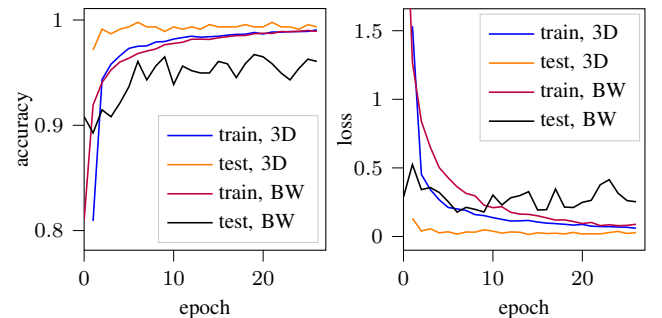 accuracy
1
0.9
0.8
0
10
20
epoch
train, 3D
test, 3D
train, BW
test, BW
loss
1.5
1
0.5
0
0
10
20
epoch
train, 3D
test, 3D
train, BW
test, BW